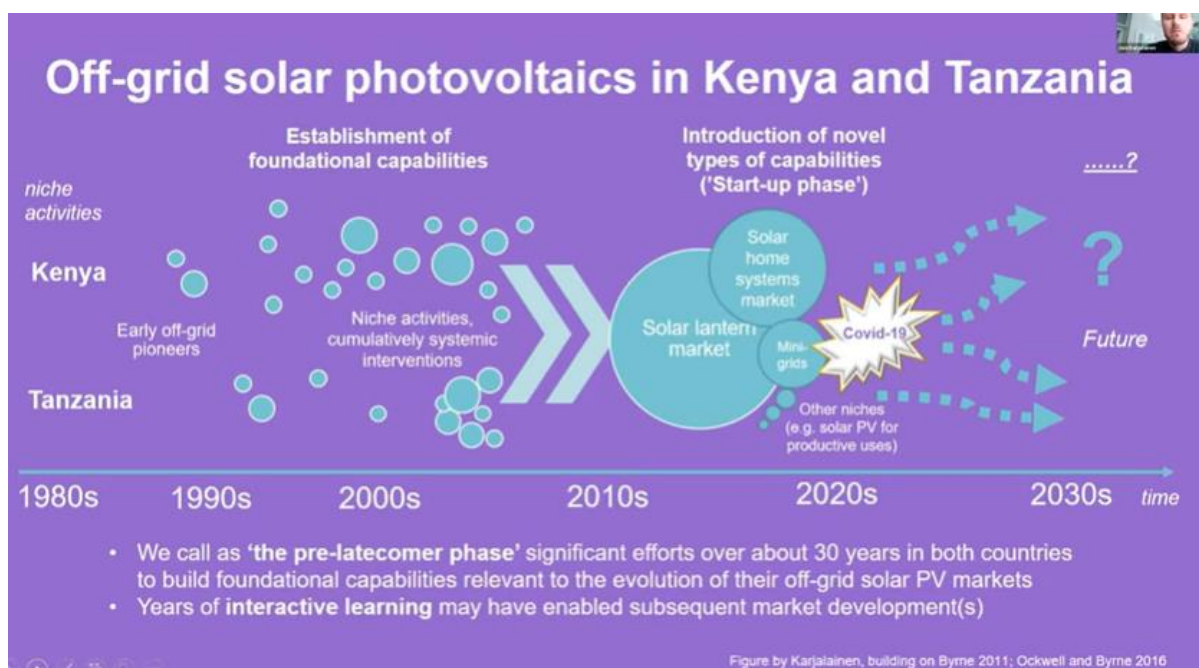 Off-grid solar photovoltaics in Kenya and Tanzania
Establishment of
foundational capabilities
Introduction of novel
types of capabilities
('Start-up phase')
......?
niche
activities
Kenya
Early off-grid
pioneers
Niche activities,
cumulatively systemic
interventions
Tanzania
Solar lantern
market
Solar
home
systems
market
Mini-
grids
Covid-19
Other niches
(e.g. solar PV for
productive uses)
?
Future
1980s
1990s
2000s
2010s
2020s
2030s
time
• We call as 'the pre-latecomer phase' significant efforts over about 30 years in both countries
to build foundational capabilities relevant to the evolution of their off-grid solar PV markets
• Years of interactive learning may have enabled subsequent market development(s)
Figure by Karjalainen, building on Byrne 2011; Ockwell and Byrne 2016